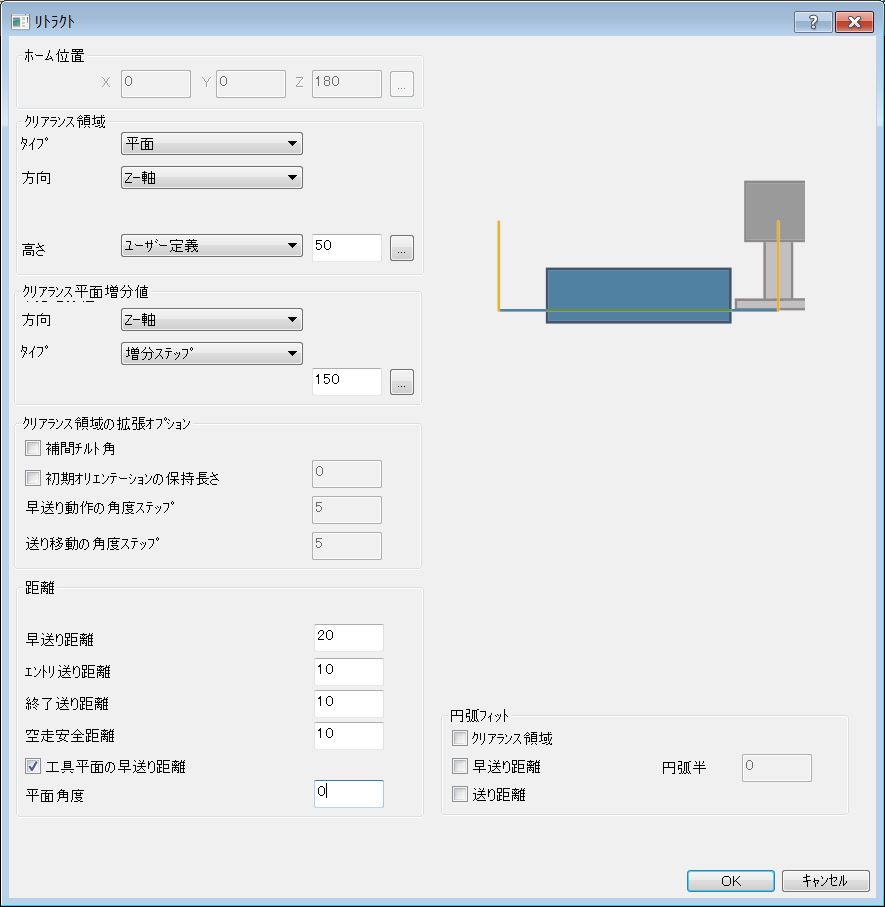 リトラクト
?
ホーム位置
X 0 Y 0 Z 180 ...
クリアランス領域
タイプ 平面
方向 Z-軸
高さ ユーザー定義 50 ...
クリアランス平面増分値
方向 Z-軸
タイプ 増分ステップ
150 ...
クリアランス領域の拡張オプション
補間チルト角
初期オリエンテーションの保持長さ 0
早送り動作の角度ステップ 5
送り移動の角度ステップ 5
距離
早送り距離 20
エントリ送り距離 10
終了送り距離 10
空走安全距離 10
工具平面の早送り距離
平面角度 0
円弧フィット
クリアランス領域
早送り距離 円弧半 0
送り距離
OK キャンセル